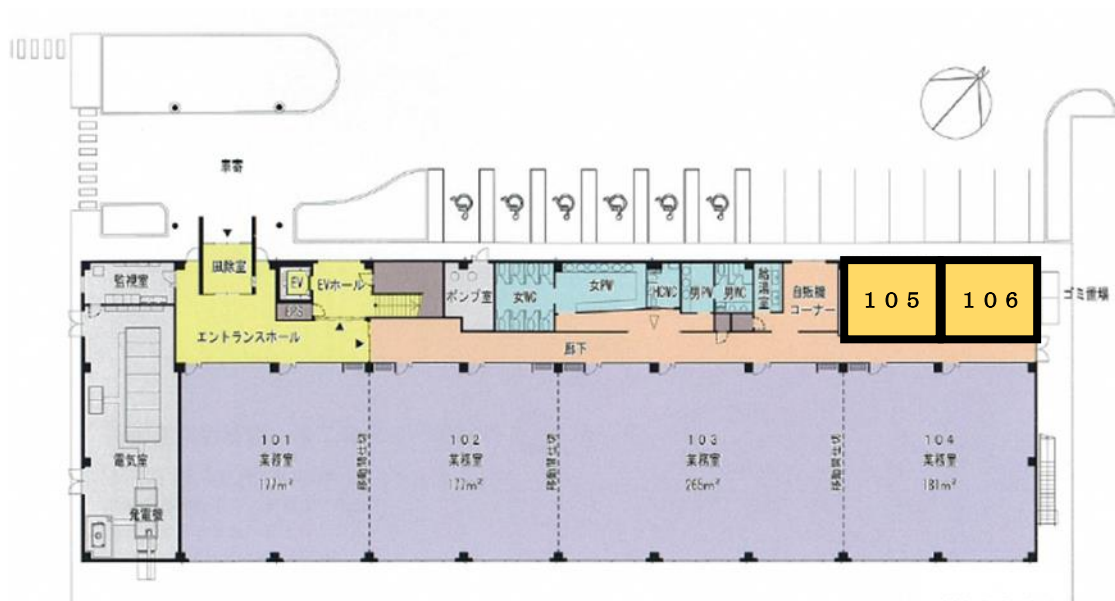 車寄
監視室
風除室
EV
EVホール
EPS
ポンプ室
女WC
女PW
HCWC
男PW
男WC
給湯室
自販機
コーナー
105
106
ゴミ置場
エントランスホール
廊下
101
業務室
177m²
移動間仕切
102
業務室
177m²
移動間仕切
103
業務室
265m²
移動間仕切
104
業務室
181m²
電気室
発電機